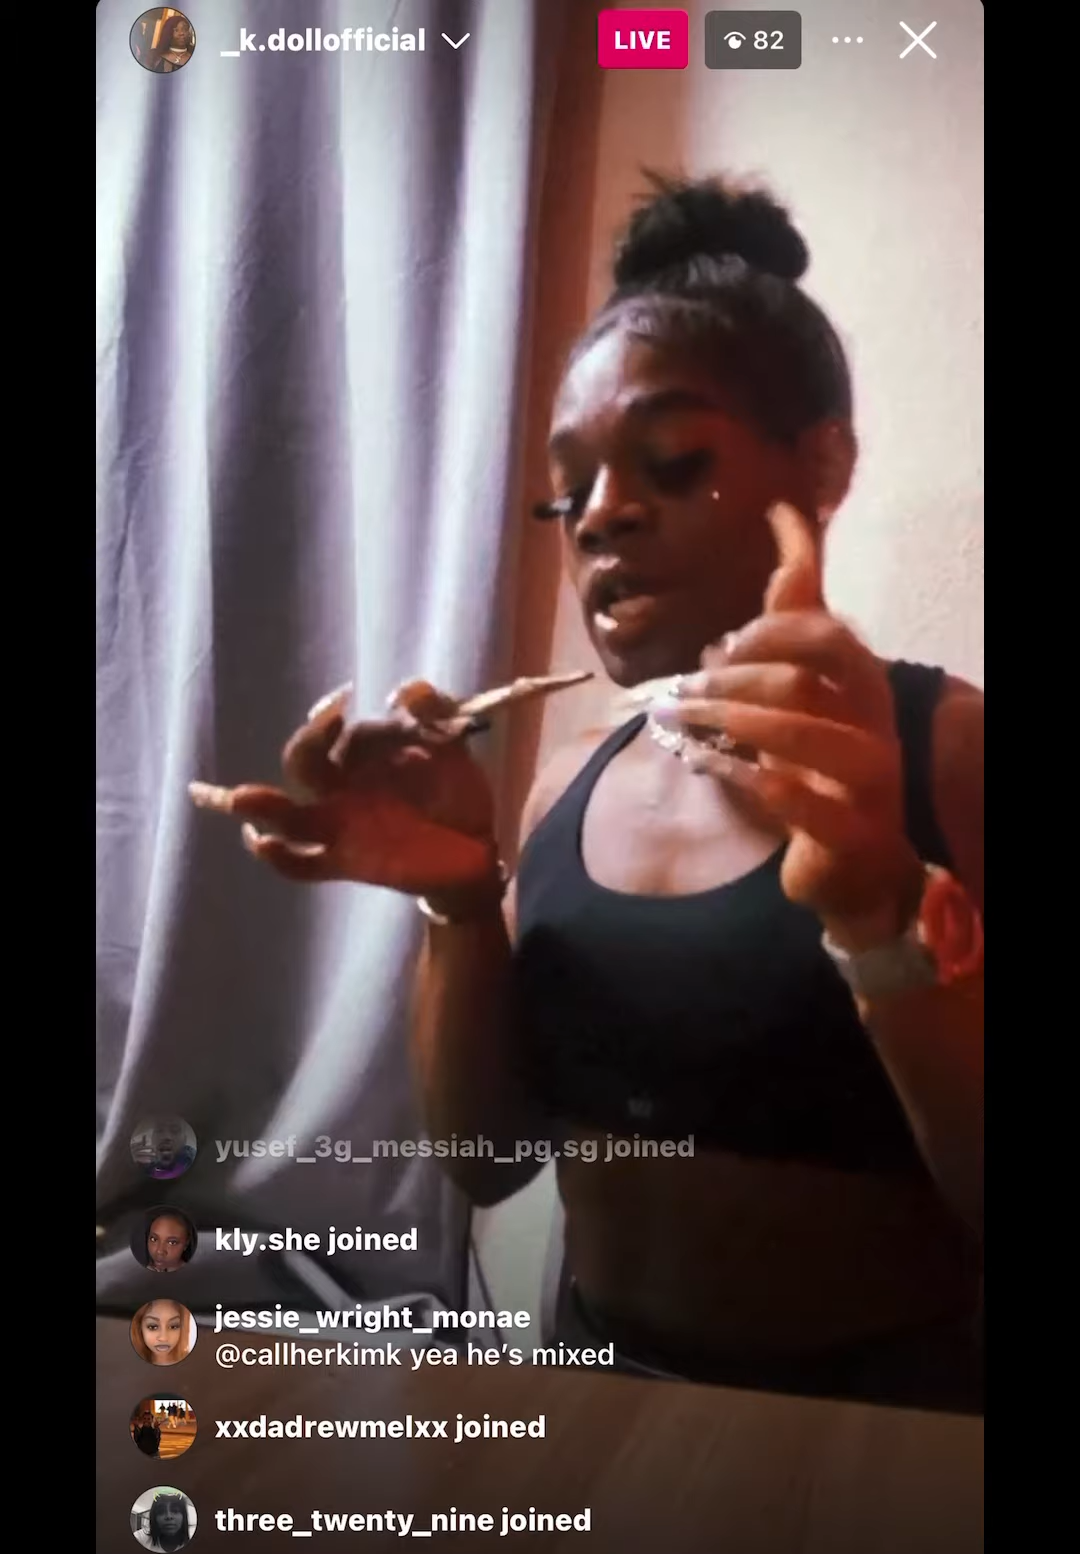 _k.dollofficial
LIVE
82
yusef_3g_messiah_pg.sg joined
kly.she joined
jessie_wright_monae
@callherkimk yea he’s mixed
xxdadrewmelxx joined
three_twenty_nine joined